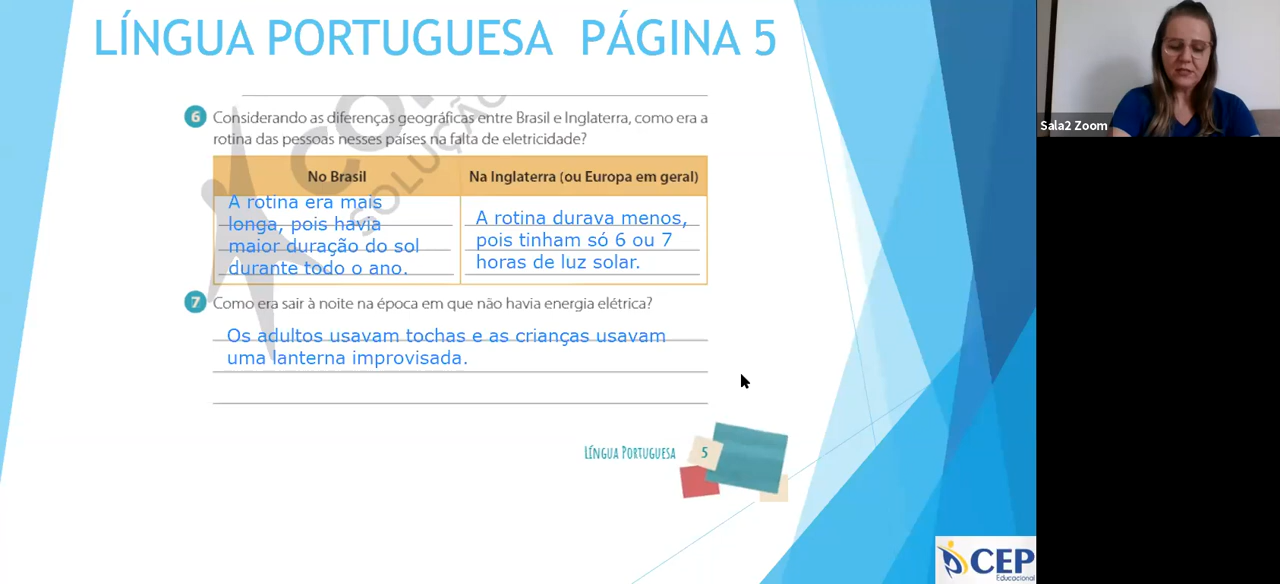 LÍNGUA PORTUGUESA PÁGINA 5
Sala2 Zoom
6 Considerando as diferenças geográficas entre Brasil e Inglaterra, como era a
rotina das pessoas nesses países na falta de eletricidade?
No Brasil
A rotina era mais
longa, pois havia
maior duração do sol
durante todo o ano.
Na Inglaterra (ou Europa em geral)
A rotina durava menos,
pois tinham só 6 ou 7
horas de luz solar.
7 Como era sair à noite na época em que não havia energia elétrica?
Os adultos usavam tochas e as crianças usavam
uma lanterna improvisada.
LÍNGUA PORTUGUESA 5
CEP
Educacional